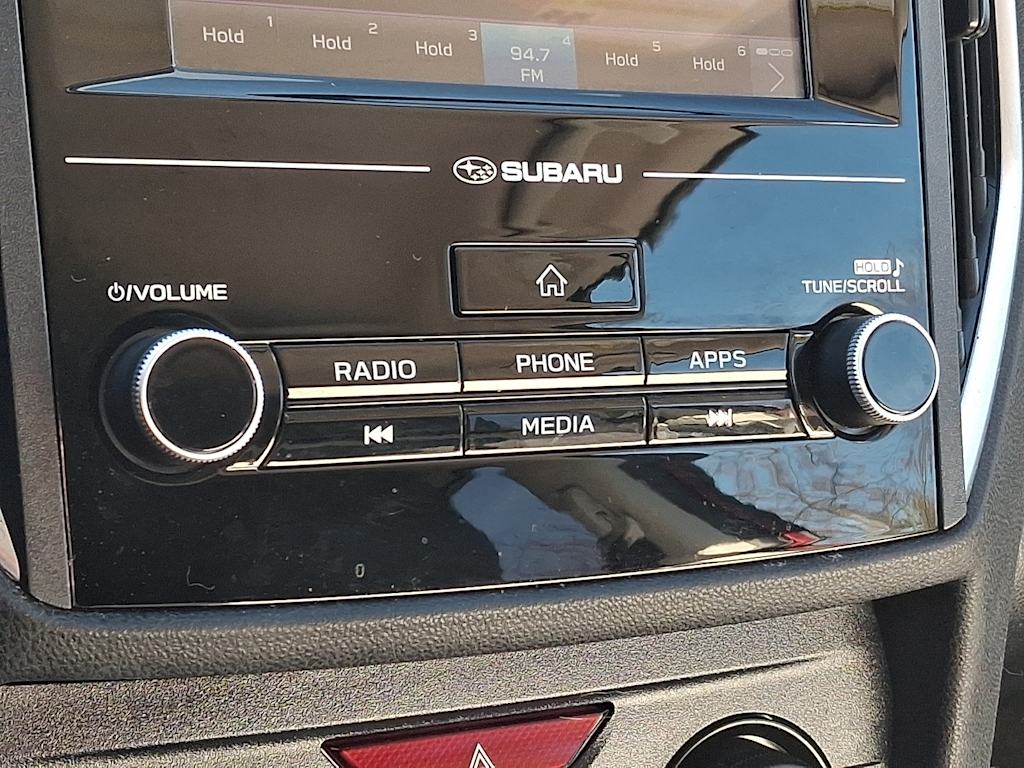 Hold 1 Hold 2 Hold 3 94.7 FM 4 Hold 5 Hold 6
SUBARU
/VOLUME
HOLD
TUNE/SCROLL
RADIO PHONE APPS
MEDIA